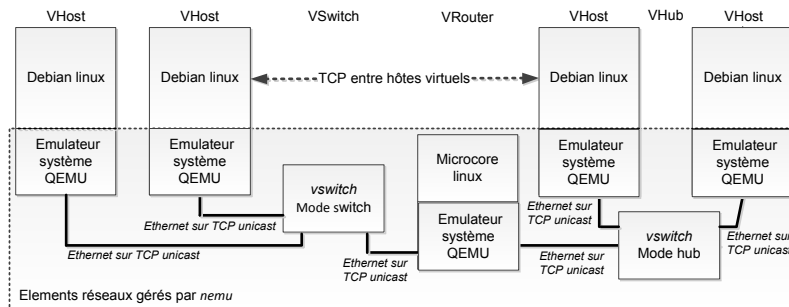 VHost
VHost
VSwitch
VRouter
VHost
VHub
VHost
Debian linux
Debian linux
TCP entre hôtes virtuels
Debian linux
Debian linux
Emulateur
système
QEMU
Emulateur
système
QEMU
Microcore
linux
Emulateur
système
QEMU
Emulateur
système
QEMU
vswitch
Mode switch
Ethernet sur TCP unicast
Ethernet sur TCP unicast
Emulateur
système
QEMU
Ethernet sur
TCP unicast
Ethernet sur
TCP unicast
Ethernet sur
TCP unicast
vswitch
Mode hub
Ethernet sur
TCP unicast
Elements réseaux gérés par nemu